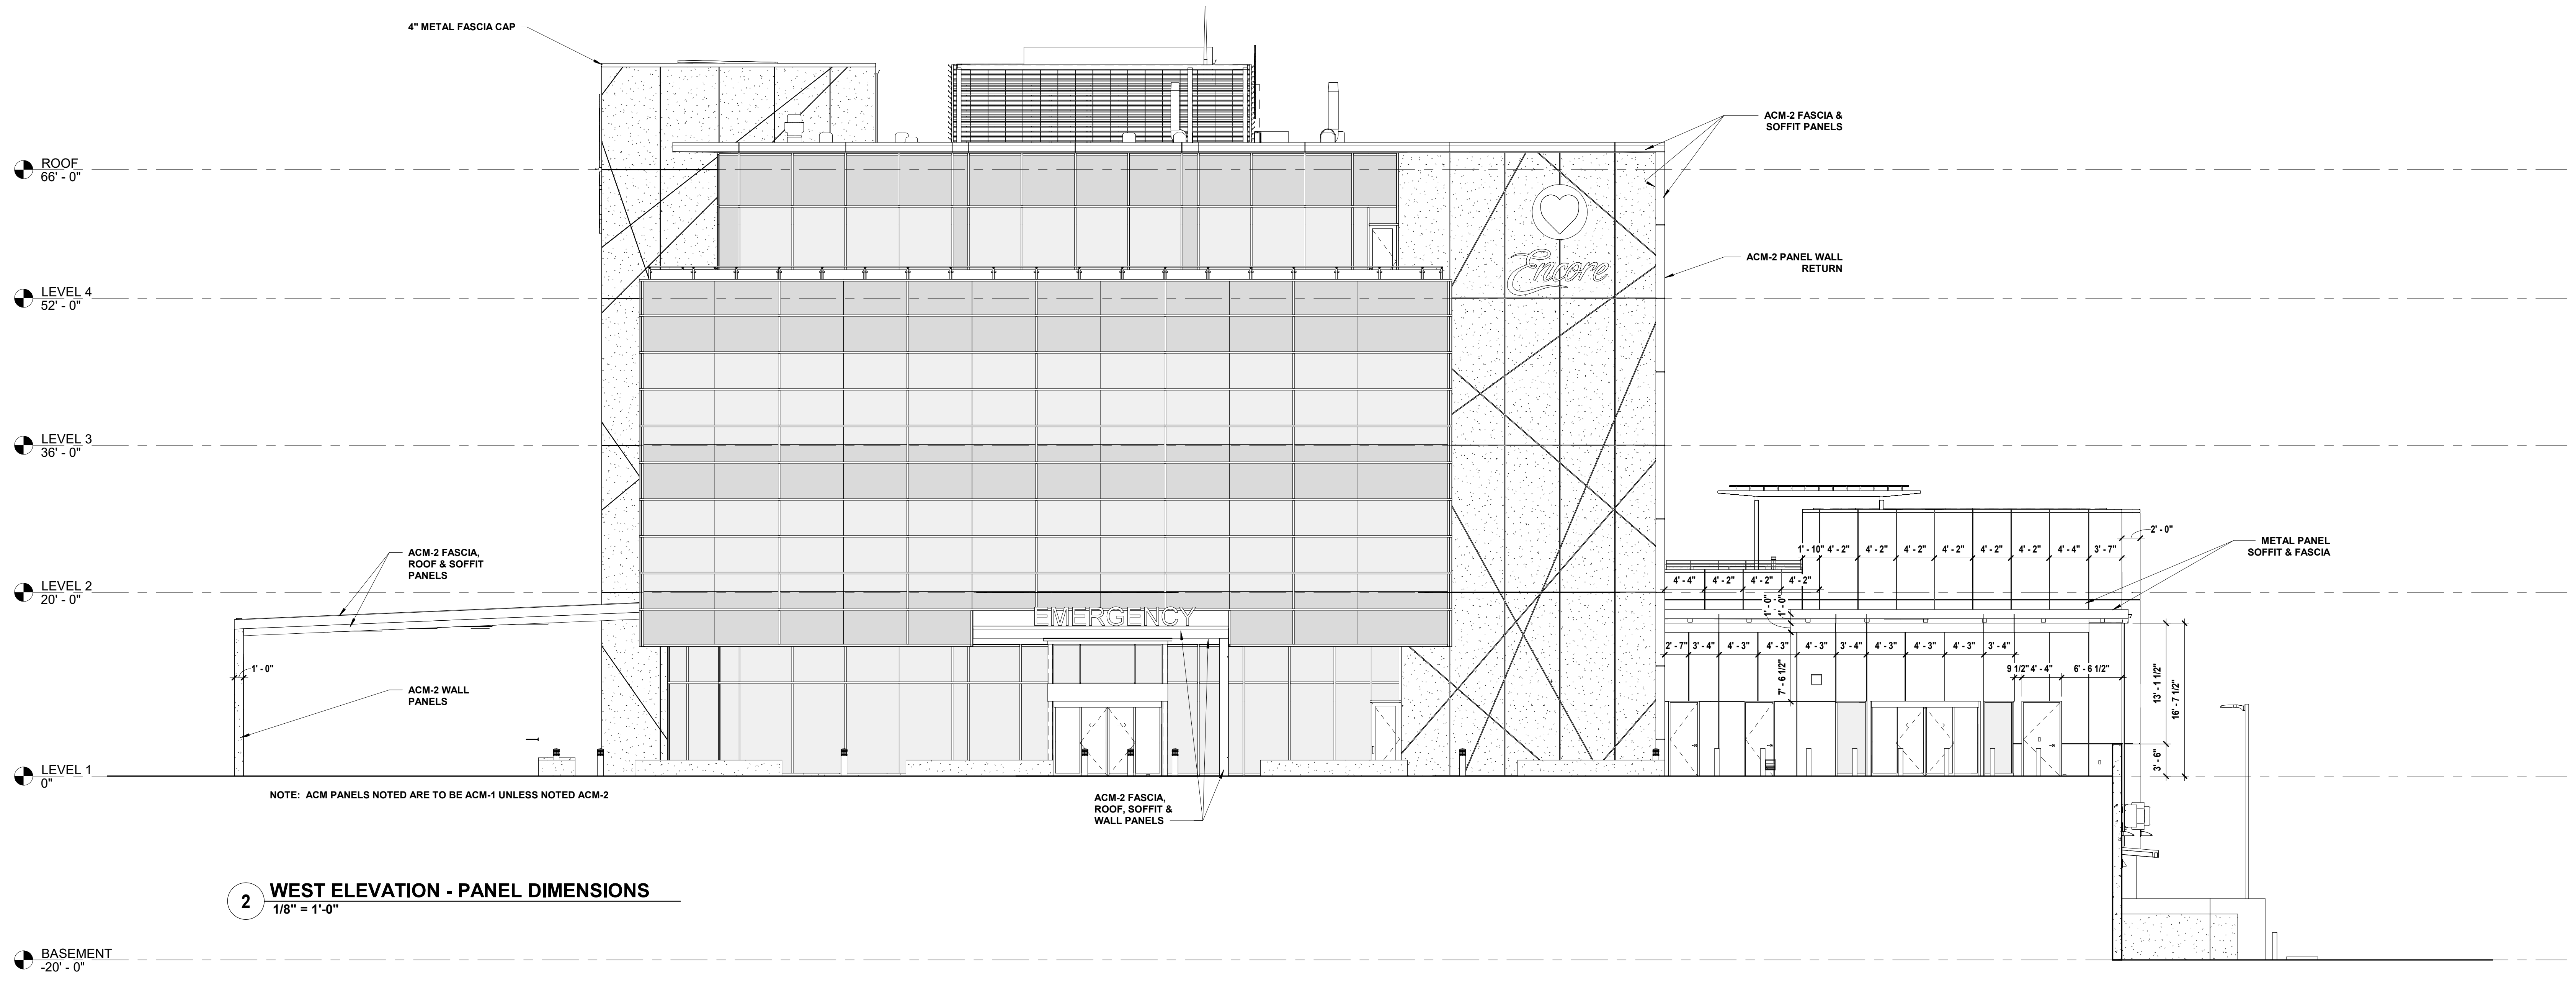 4" METAL FASCIA CAP
ACM-2 FASCIA &
SOFFIT PANELS
ROOF
66' - 0"
Encore
ACM-2 PANEL WALL
RETURN
LEVEL 4
52' - 0"
LEVEL 3
36' - 0"
2' - 0"
METAL PANEL
SOFFIT & FASCIA
1' - 10" 4' - 2" 4' - 2" 4' - 2" 4' - 2" 4' - 2" 4' - 2" 4' - 4" 3' - 7"
ACM-2 FASCIA,
ROOF & SOFFIT
PANELS
4' - 4" 4' - 2" 4' - 2" 4' - 2"
LEVEL 2
20' - 0"
1' - 0"
1' - 0"
EMERGENCY
2' - 7" 3' - 4" 4' - 3" 4' - 3" 4' - 3" 3' - 4" 4' - 3" 4' - 3" 4' - 3" 3' - 4"
1' - 0"
9 1/2" 4' - 4" 6' - 6 1/2"
7' - 6 1/2"
13' - 1 1/2"
16' - 7 1/2"
3' - 6"
ACM-2 WALL
PANELS
LEVEL 1
0"
NOTE: ACM PANELS NOTED ARE TO BE ACM-1 UNLESS NOTED ACM-2
ACM-2 FASCIA,
ROOF, SOFFIT &
WALL PANELS
2
WEST ELEVATION - PANEL DIMENSIONS
1/8" = 1'-0"
BASEMENT
-20' - 0"